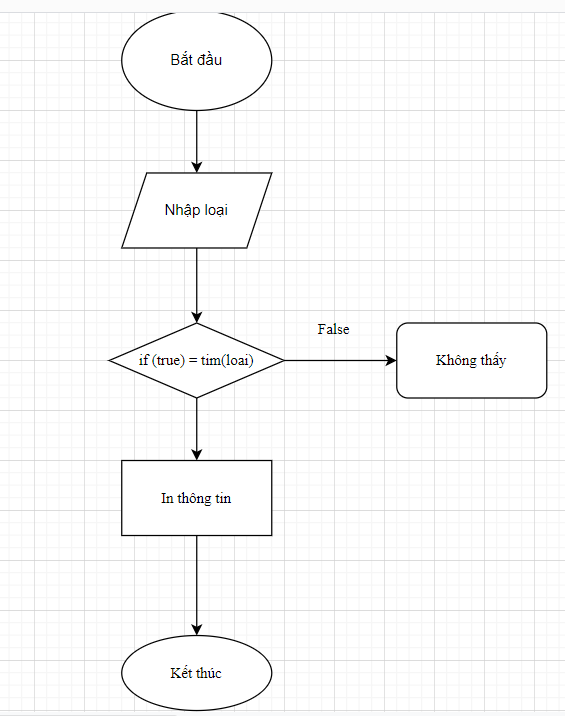 Bắt đầu
Nhập loại
False
if (true) = tim(loai)
Không thấy
In thông tin
Kết thúc